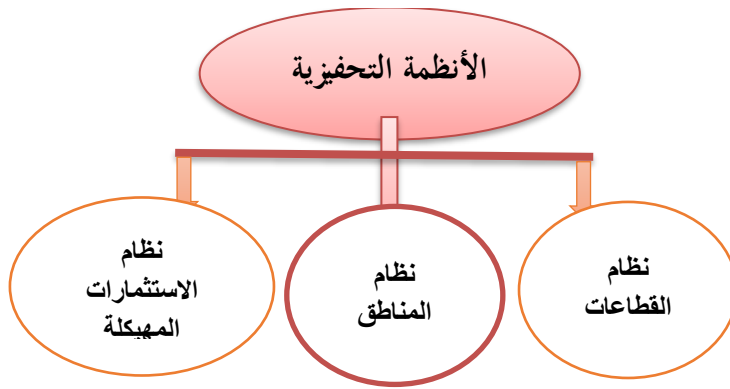 الأنظمة التحفيزية
نظام
القطاعات
نظام
المناطق
نظام
الاستثمارات
المهيكلة